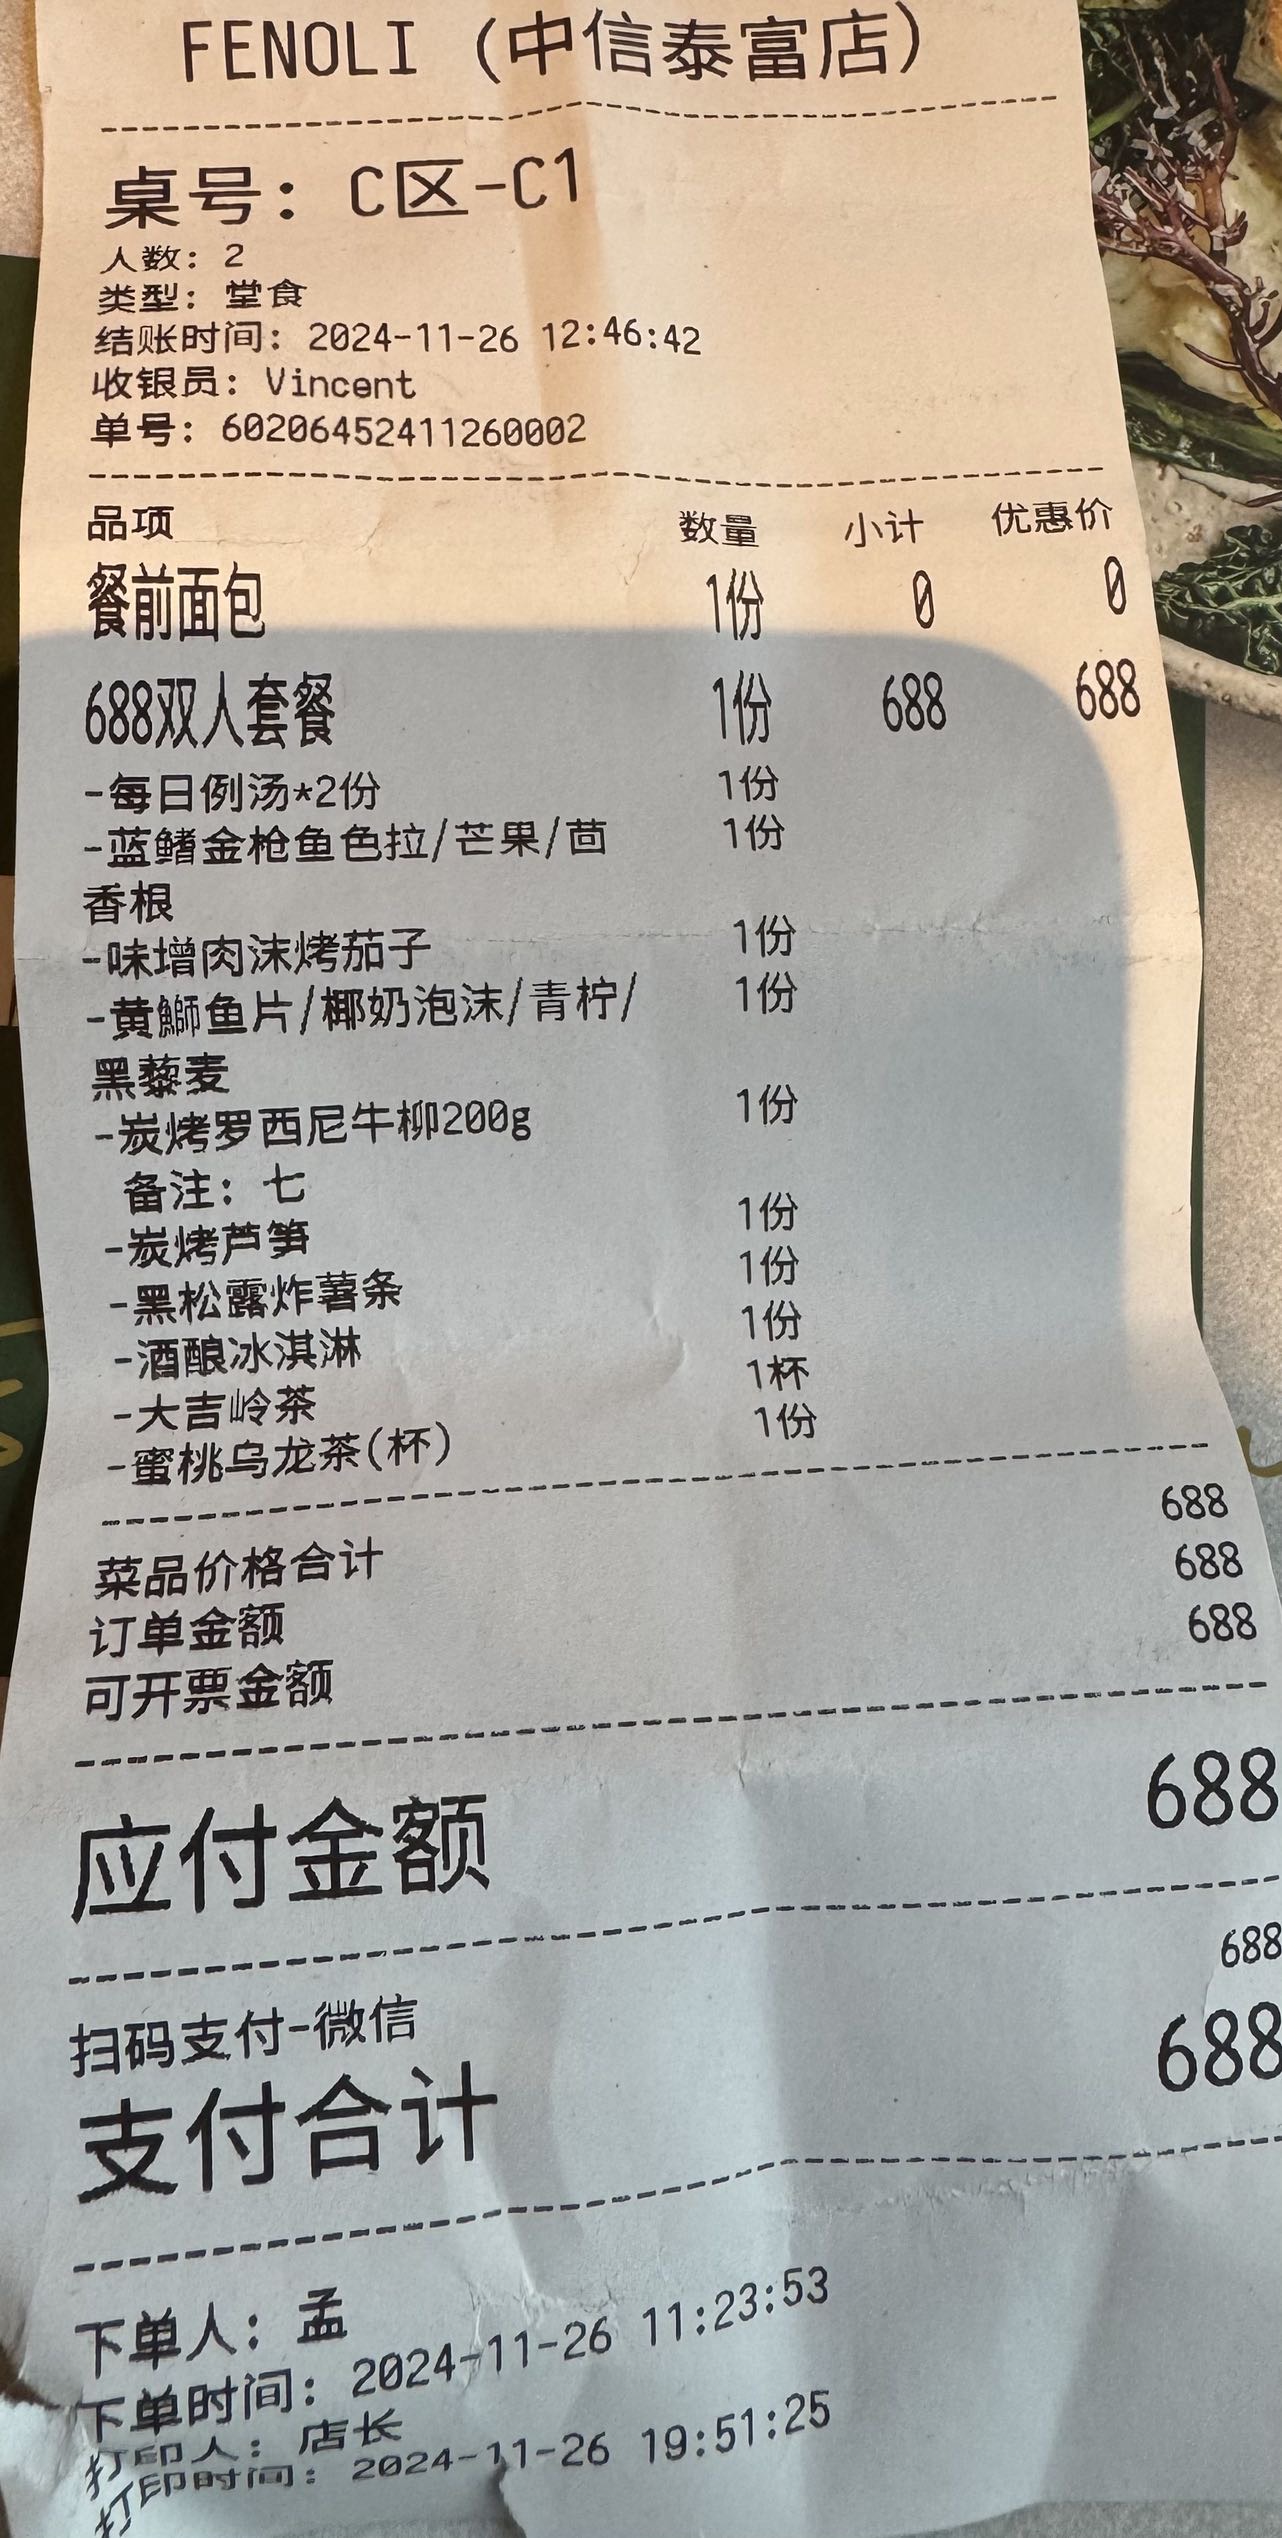 FENOLI (中信泰富店)
桌号: C区-C1
人数: 2
类型: 堂食
结账时间: 2024-11-26 12:46:42
收银员: Vincent
单号: 60206452411260002
品项 数量 小计 优惠价
餐前面包 1份 0 0
688双人套餐 1份 688 688
-每日例汤*2份 1份
-蓝鳍金枪鱼色拉/芒果/茴 1份
香根
-味增肉沫烤茄子 1份
-黄鰤鱼片/椰奶泡沫/青柠/ 1份
黑藜麦
-炭烤罗西尼牛柳200g 1份
备注: 七
-炭烤芦笋 1份
-黑松露炸薯条 1份
-酒酿冰淇淋 1份
-大吉岭茶 1杯
-蜜桃乌龙茶(杯) 1份
菜品价格合计 688
订单金额 688
可开票金额 688
应付金额 688
扫码支付-微信 688
支付合计 688
下单人: 孟
下单时间: 2024-11-26 11:23:53
打印人: 店长
打印时间: 2024-11-26 19:51:25